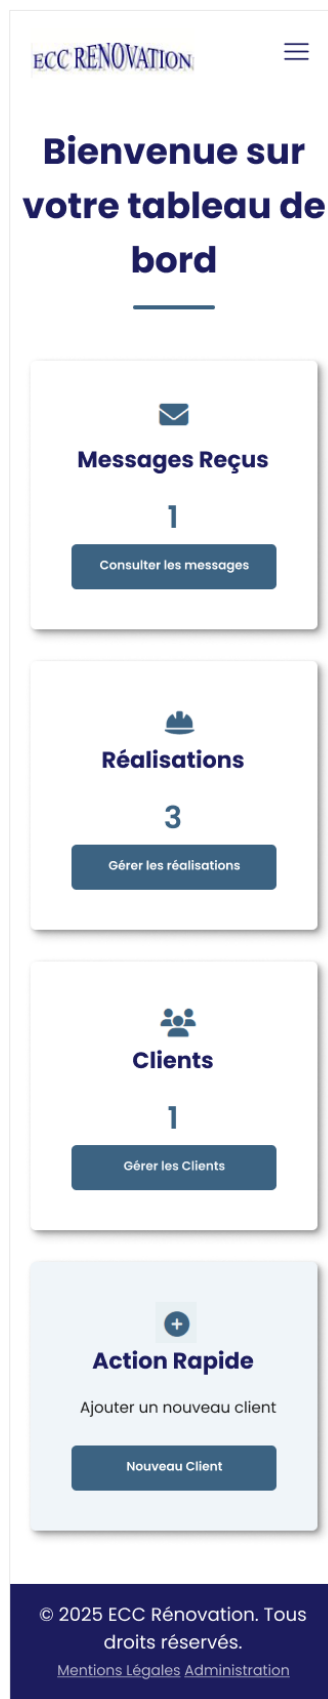 ECC RENOVATION
Bienvenue sur
votre tableau de
bord
Messages Reçus
1
Consulter les messages
Réalisations
3
Gérer les réalisations
Clients
1
Gérer les Clients
Action Rapide
Ajouter un nouveau client
Nouveau Client
© 2025 ECC Rénovation. Tous
droits réservés.
Mentions Légales Administration